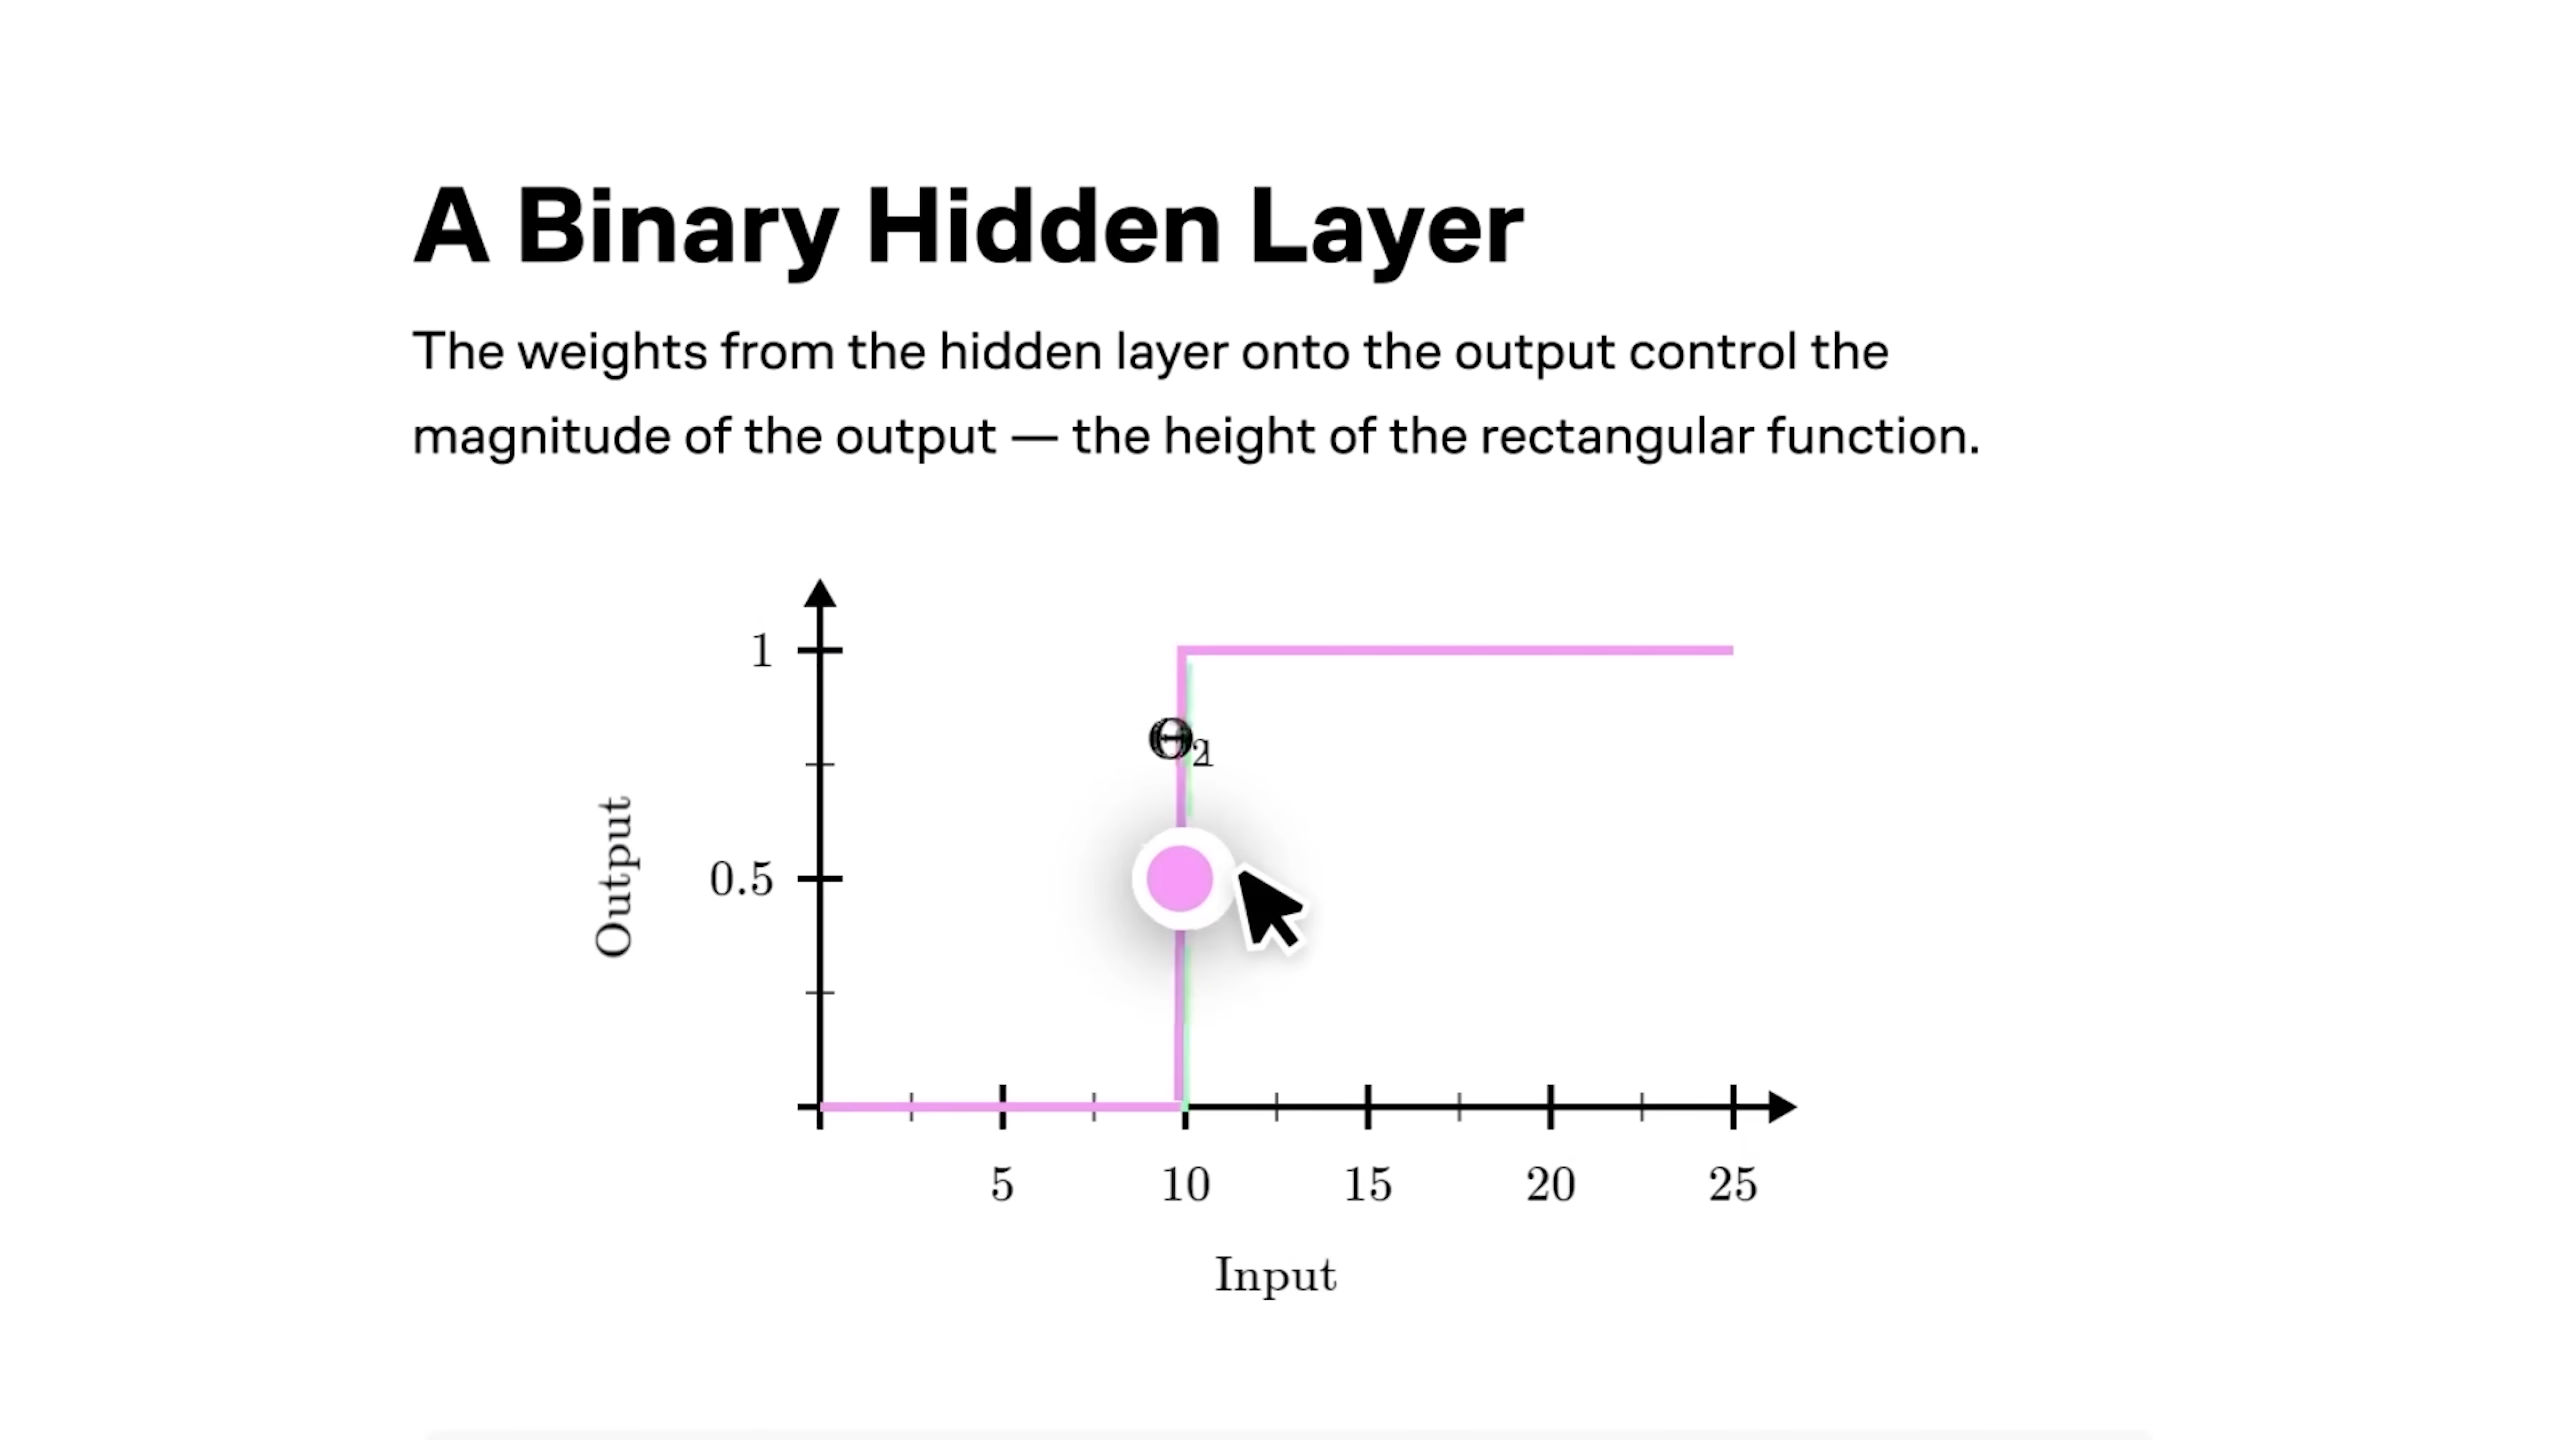 A Binary Hidden Layer
The weights from the hidden layer onto the output control the
magnitude of the output — the height of the rectangular function.
1
0.5
Output
5 10 15 20 25
Input